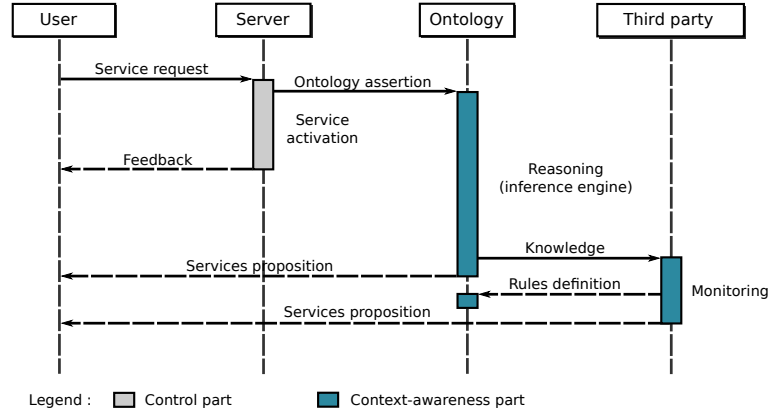 User
Server
Ontology
Third party
Service request
Ontology assertion
Service
activation
Feedback
Reasoning
(inference engine)
Knowledge
Services proposition
Rules definition
Monitoring
Services proposition
Legend :
Control part
Context-awareness part